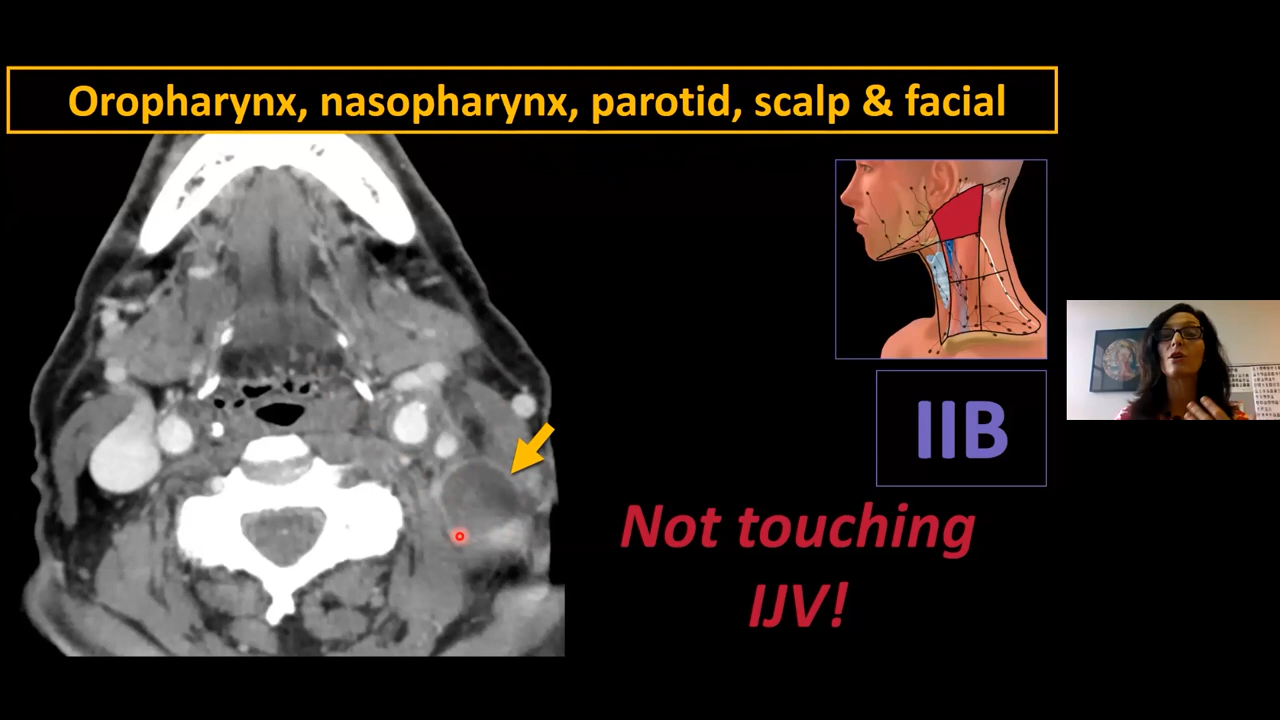 Oropharynx, nasopharynx, parotid, scalp & facial
IIB
Not touching
IJV!